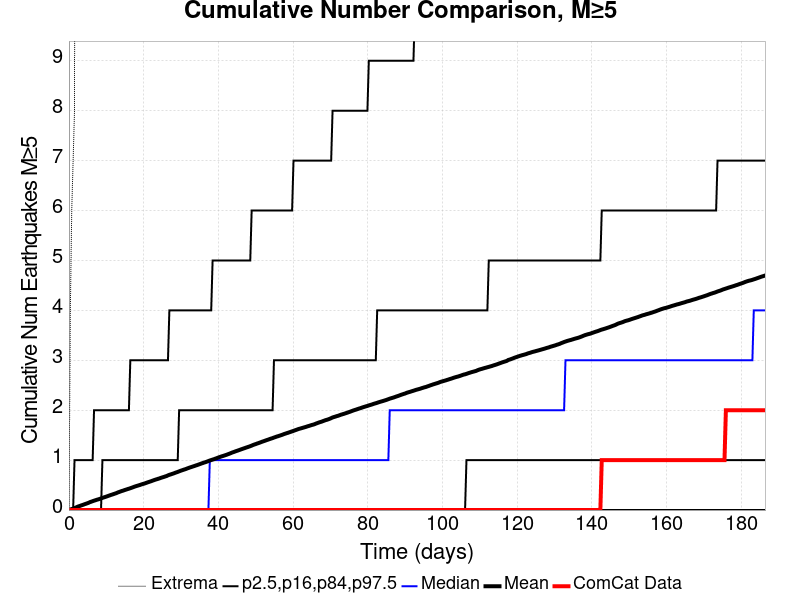 Cumulative Number Comparison, M≥5
Cumulative Num Earthquakes M≥5
9
8
7
6
5
4
3
2
1
0
0 20 40 60 80 100 120 140 160 180
Time (days)
Extrema p2.5,p16,p84,p97.5 Median Mean ComCat Data